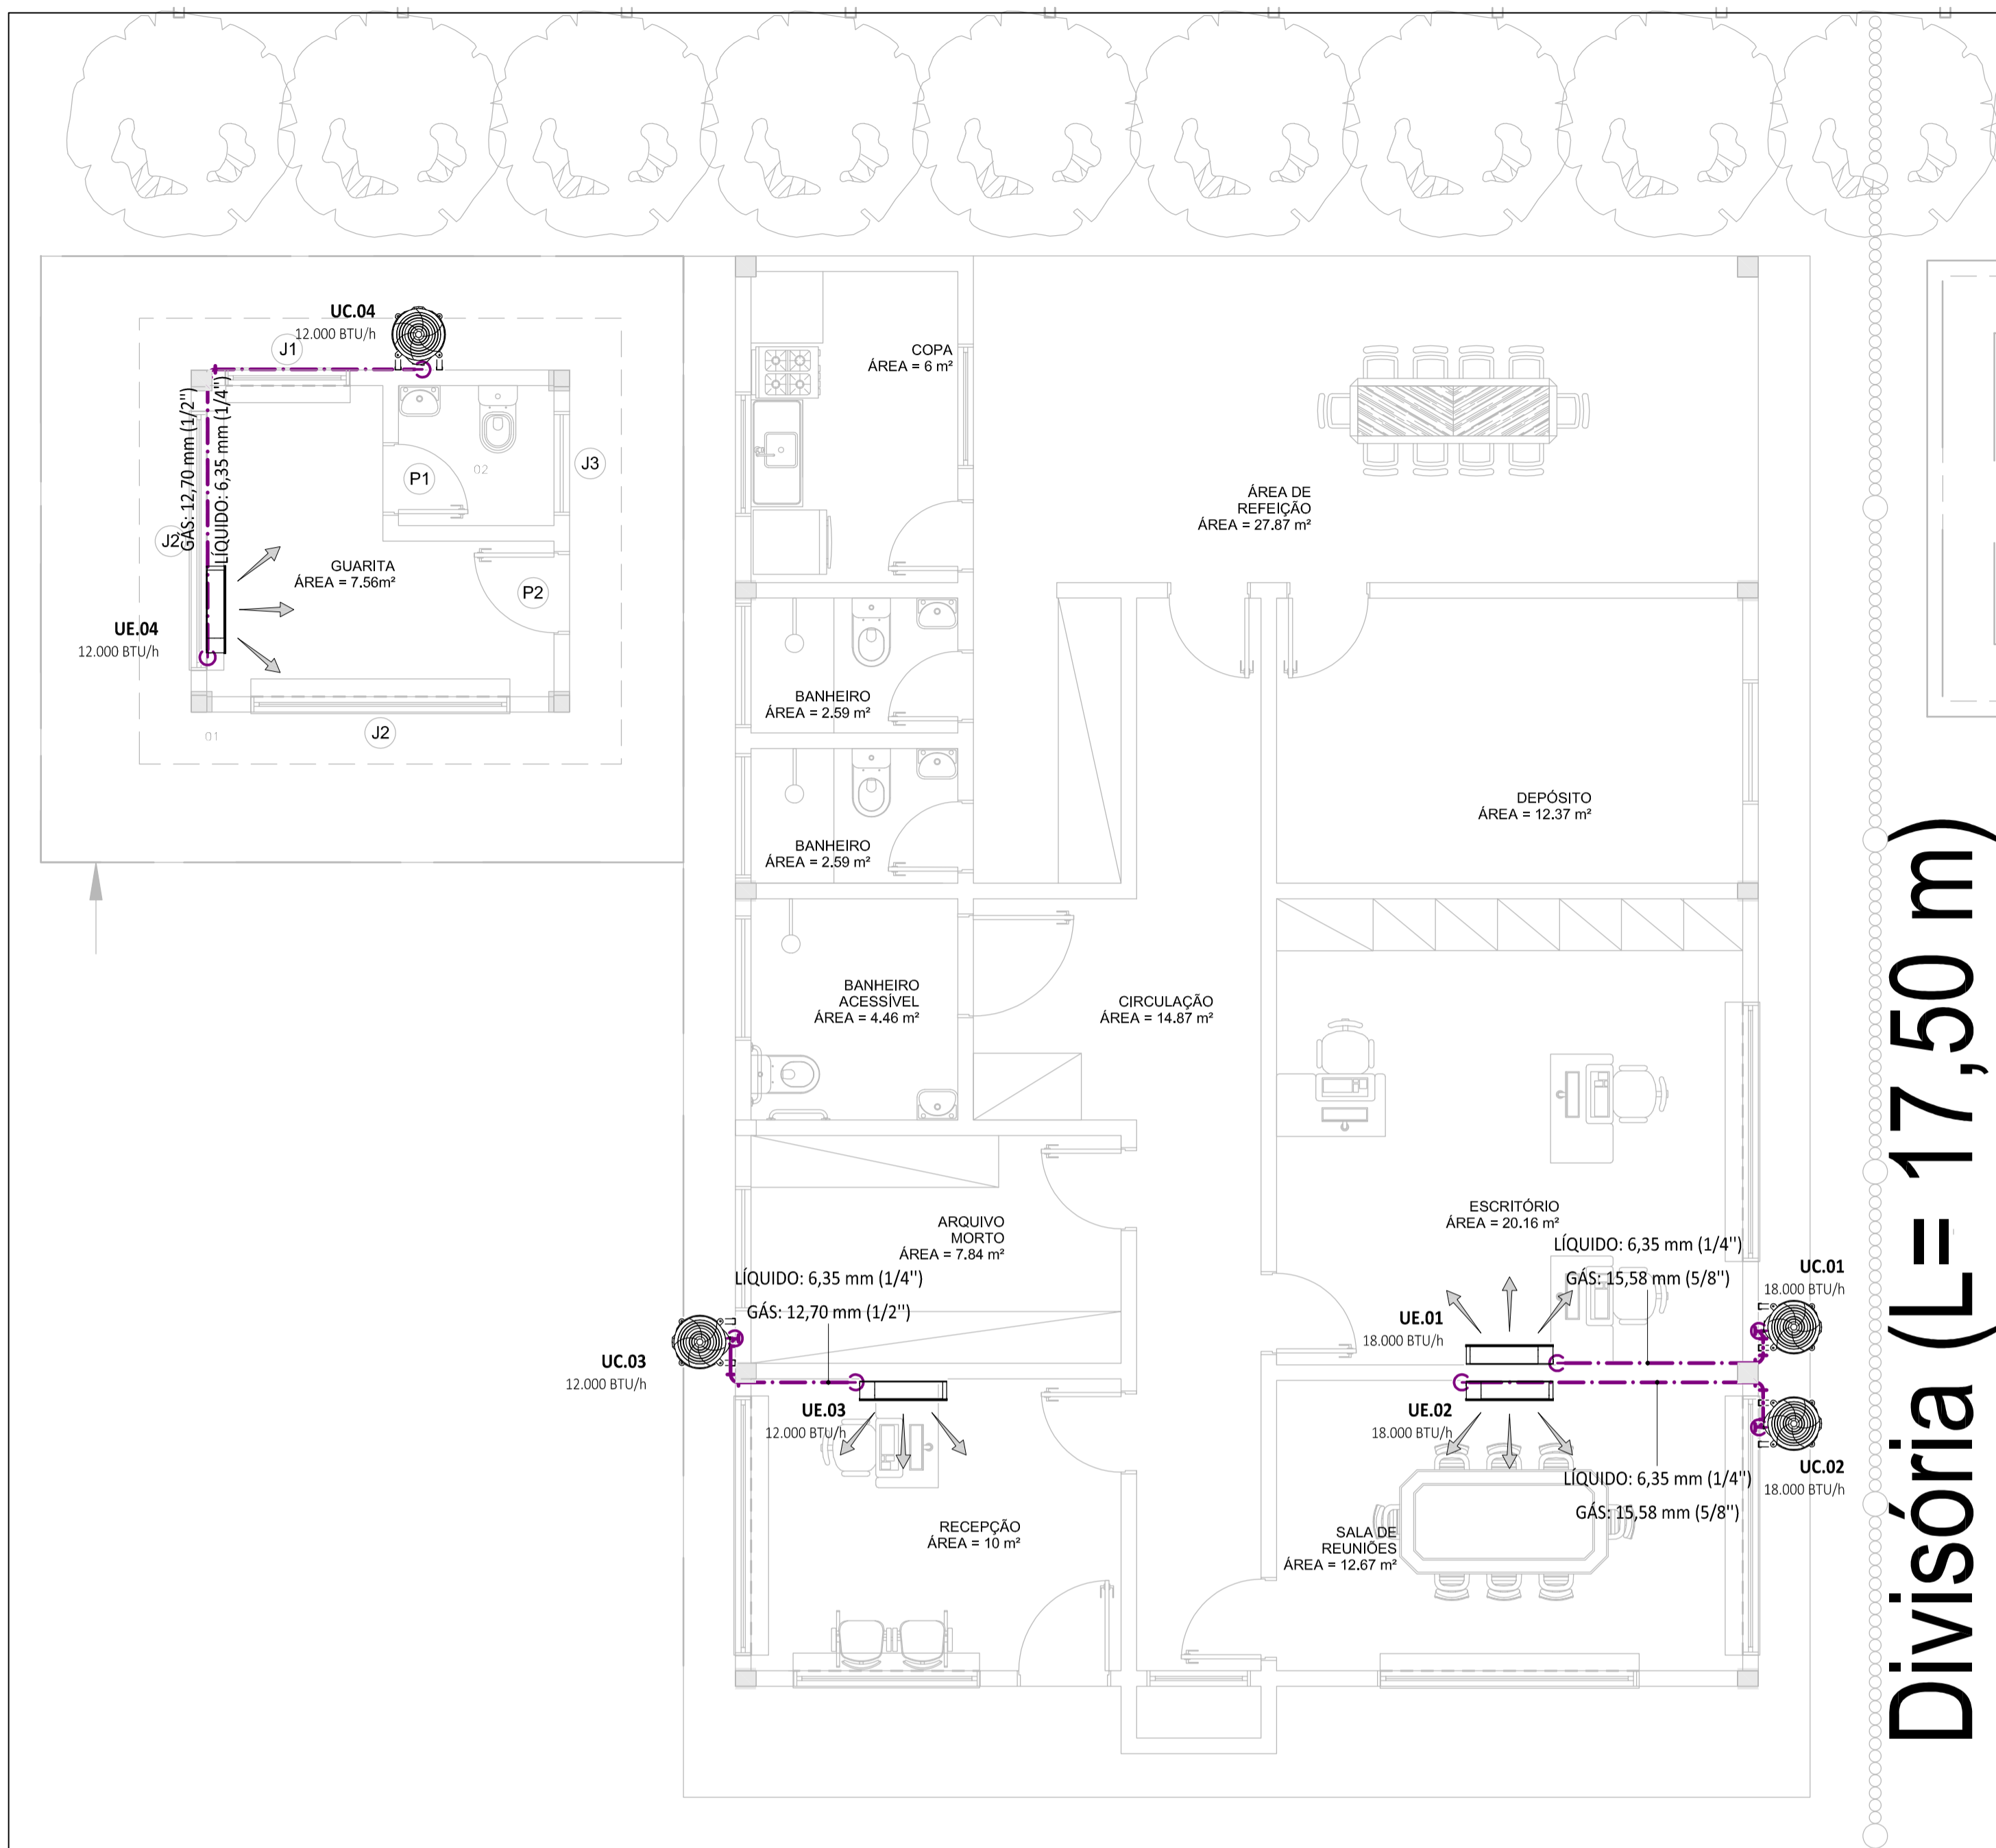 UC.04
12.000 BTU/h
J1
GÁS: 12,70 mm (1/2'')
LÍQUIDO: 6,35 mm (1/4'')
P1
02
J3
J2
GUARITA
ÁREA = 7.56m²
P2
UE.04
12.000 BTU/h
J2
01
COPA
ÁREA = 6 m²
ÁREA DE
REFEIÇÃO
ÁREA = 27.87 m²
BANHEIRO
ÁREA = 2.59 m²
BANHEIRO
ÁREA = 2.59 m²
DEPÓSITO
ÁREA = 12.37 m²
BANHEIRO
ACESSÍVEL
ÁREA = 4.46 m²
CIRCULAÇÃO
ÁREA = 14.87 m²
ARQUIVO
MORTO
ÁREA = 7.84 m²
LÍQUIDO: 6,35 mm (1/4'')
GÁS: 12,70 mm (1/2'')
UC.03
12.000 BTU/h
UE.03
12.000 BTU/h
RECEPÇÃO
ÁREA = 10 m²
ESCRITÓRIO
ÁREA = 20.16 m²
LÍQUIDO: 6,35 mm (1/4'')
GÁS: 15,58 mm (5/8'')
UC.01
18.000 BTU/h
UE.01
18.000 BTU/h
UE.02
18.000 BTU/h
UC.02
18.000 BTU/h
LÍQUIDO: 6,35 mm (1/4'')
GÁS: 15,58 mm (5/8'')
SALA DE
REUNIÕES
ÁREA = 12.67 m²
Divisória (L= 17,50 m)